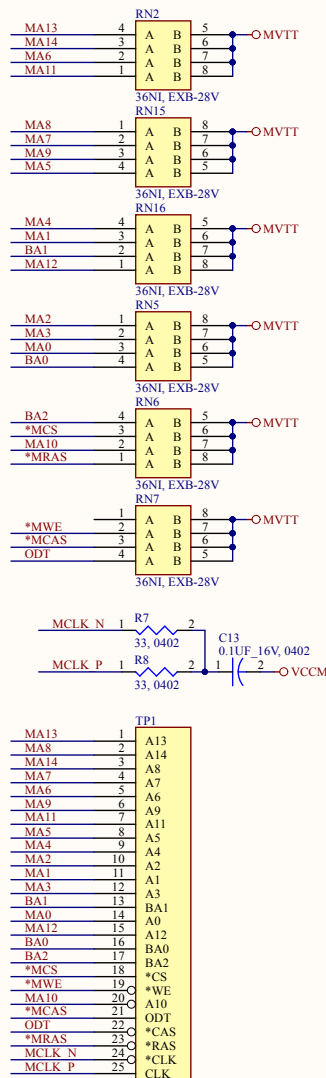 RN2
MA13 4 A B 5 MVTT
MA14 3 A B 6
MA6 2 A B 7
MA11 1 A B 8
36NI, EXB-28V
RN15
MA8 1 A B 8 MVTT
MA7 2 A B 7
MA9 3 A B 6
MA5 4 A B 5
36NI, EXB-28V
RN16
MA4 4 A B 5 MVTT
MA1 3 A B 6
BA1 2 A B 7
MA12 1 A B 8
36NI, EXB-28V
RN5
MA2 1 A B 8 MVTT
MA3 2 A B 7
MA0 3 A B 6
BA0 4 A B 5
36NI, EXB-28V
RN6
BA2 4 A B 5 MVTT
*MCS 3 A B 6
MA10 2 A B 7
*MRAS 1 A B 8
36NI, EXB-28V
RN7
1 A B 8 MVTT
*MWE 2 A B 7
*MCAS 3 A B 6
ODT 4 A B 5
36NI, EXB-28V
MCLK_N 1 R7 2
33, 0402
C13
0.1UF_16V, 0402
MCLK_P 1 R8 2 1 2 VCCM
33, 0402
TP1
MA13 1 A13
MA8 2 A14
MA14 3 A8
MA7 4 A7
MA6 5 A6
MA9 6 A9
MA11 7 A11
MA5 8 A5
MA4 9 A4
MA2 10 A2
MA1 11 A1
MA3 12 A3
BA1 13 BA1
MA0 14 A0
MA12 15 A12
BA0 16 BA0
BA2 17 BA2
*MCS 18 *CS
*MWE 19 *WE
MA10 20 A10
*MCAS 21 ODT
ODT 22 *CAS
*MRAS 23 *RAS
MCLK_N 24 *CLK
MCLK_P 25 CLK